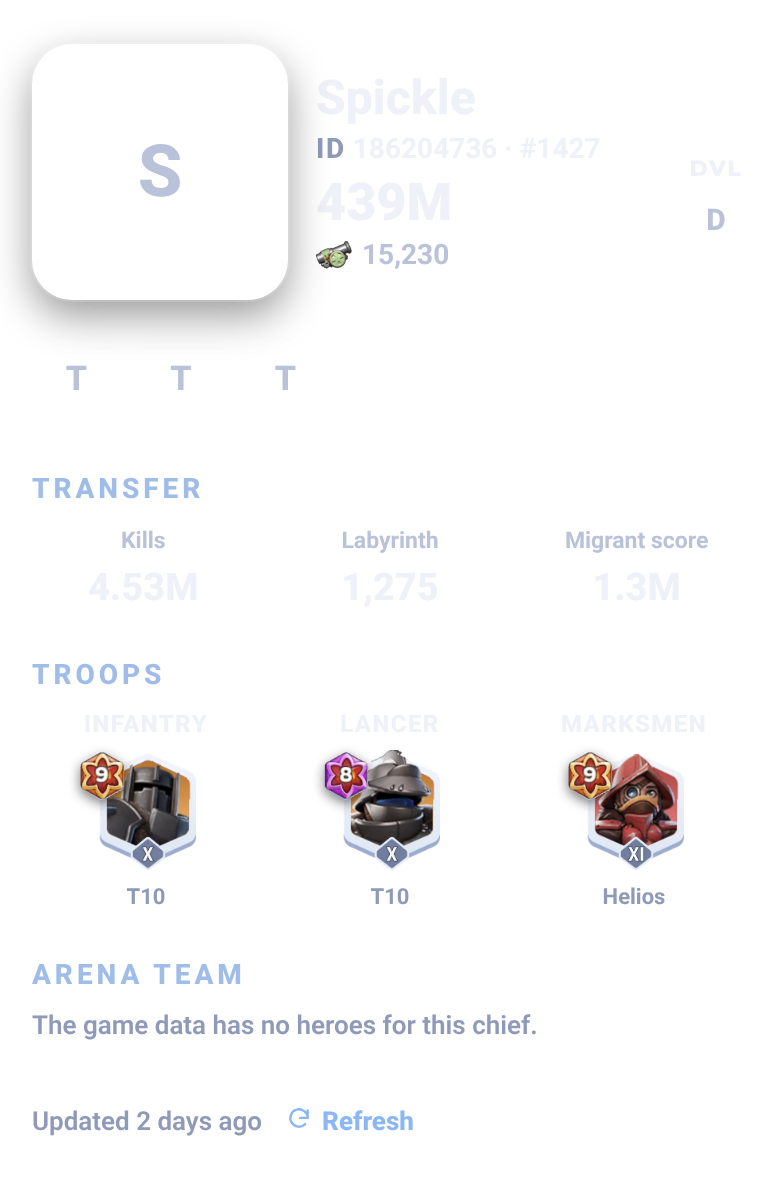 S
Spickle
ID 186204736 · #1427
439M
15,230
DVL
D
T T T
TRANSFER
Kills Labyrinth Migrant score
4.53M 1,275 1.3M
TROOPS
INFANTRY LANCER MARKSMEN
9 8 9
X X XI
T10 T10 Helios
ARENA TEAM
The game data has no heroes for this chief.
Updated 2 days ago Refresh